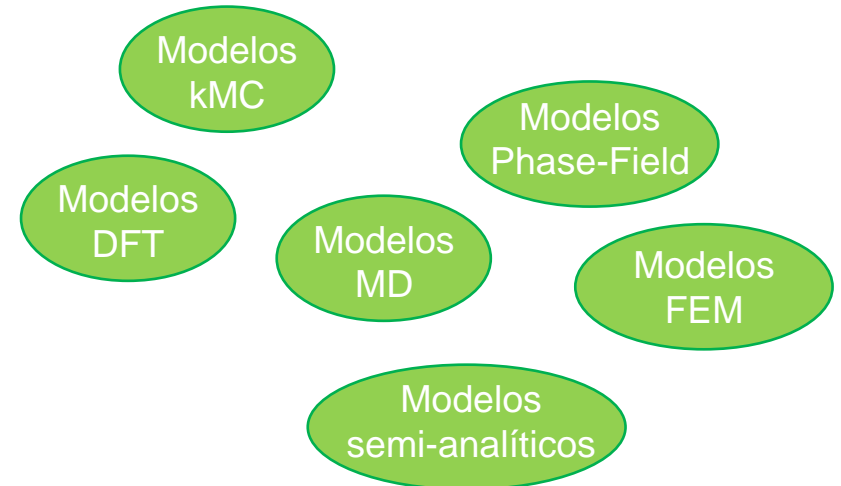 Modelos
kMC
Modelos
Phase-Field
Modelos
DFT
Modelos
MD
Modelos
FEM
Modelos
semi-analíticos